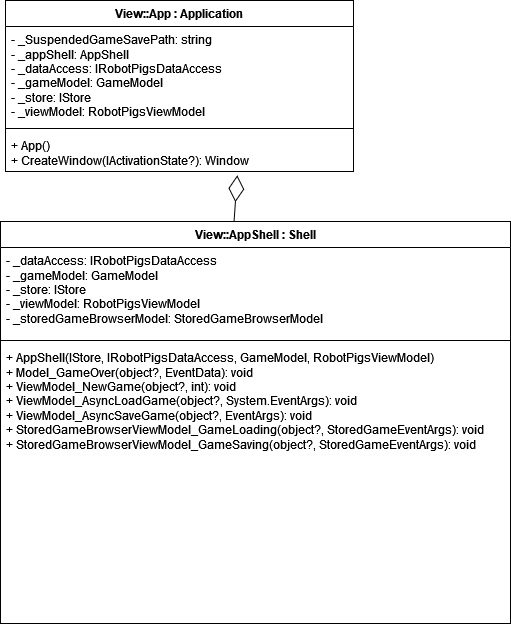 View::App : Application
- _SuspendedGameSavePath: string
- _appShell: AppShell
- _dataAccess: IRobotPigsDataAccess
- _gameModel: GameModel
- _store: IStore
- _viewModel: RobotPigsViewModel
+ App()
+ CreateWindow(IActivationState?): Window
View::AppShell : Shell
- _dataAccess: IRobotPigsDataAccess
- _gameModel: GameModel
- _store: IStore
- _viewModel: RobotPigsViewModel
- _storedGameBrowserModel: StoredGameBrowserModel
+ AppShell(IStore, IRobotPigsDataAccess, GameModel, RobotPigsViewModel)
+ Model_GameOver(object?, EventData): void
+ ViewModel_NewGame(object?, int): void
+ ViewModel_AsyncLoadGame(object?, System.EventArgs): void
+ ViewModel_AsyncSaveGame(object?, EventArgs): void
+ StoredGameBrowserViewModel_GameLoading(object?, StoredGameEventArgs): void
+ StoredGameBrowserViewModel_GameSaving(object?, StoredGameEventArgs): void